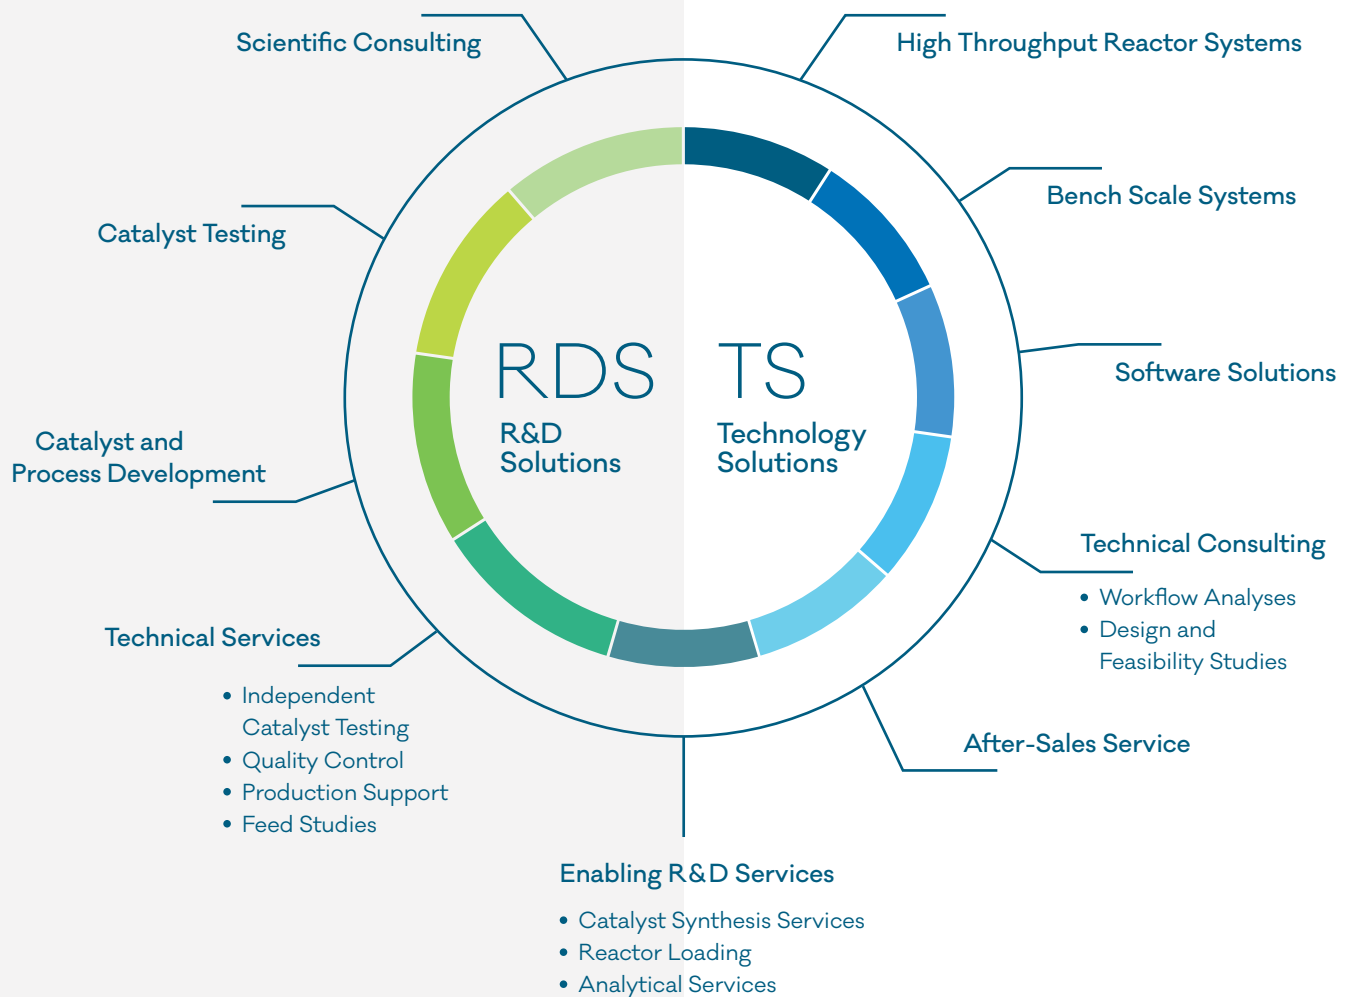 Scientific Consulting
High Throughput Reactor Systems
Catalyst Testing
Bench Scale Systems
RDS
R&D
Solutions
TS
Technology
Solutions
Software Solutions
Catalyst and
Process Development
Technical Consulting
• Workflow Analyses
• Design and
Feasibility Studies
Technical Services
• Independent
Catalyst Testing
• Quality Control
• Production Support
• Feed Studies
After-Sales Service
Enabling R&D Services
• Catalyst Synthesis Services
• Reactor Loading
• Analytical Services